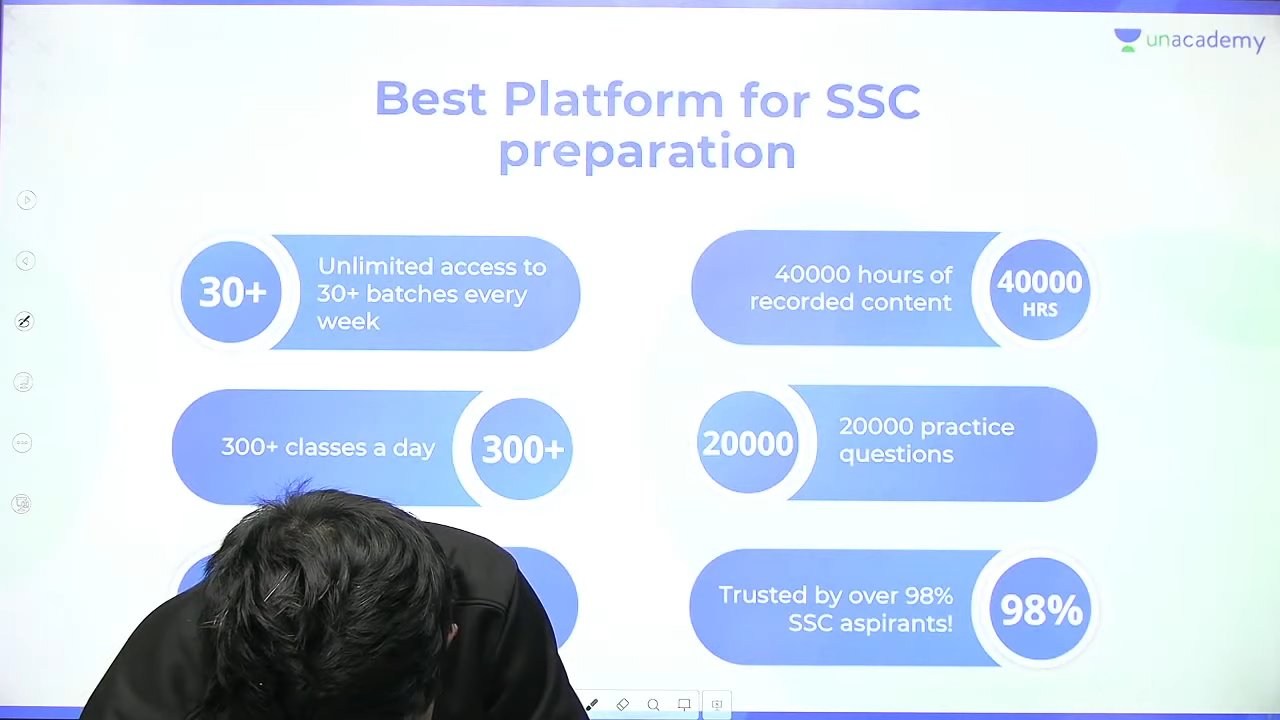 unacademy
Best Platform for SSC
preparation
30+
Unlimited access to
30+ batches every
week
40000 hours of
recorded content
40000
HRS
300+ classes a day
300+
20000
20000 practice
questions
Trusted by over 98%
SSC aspirants!
98%